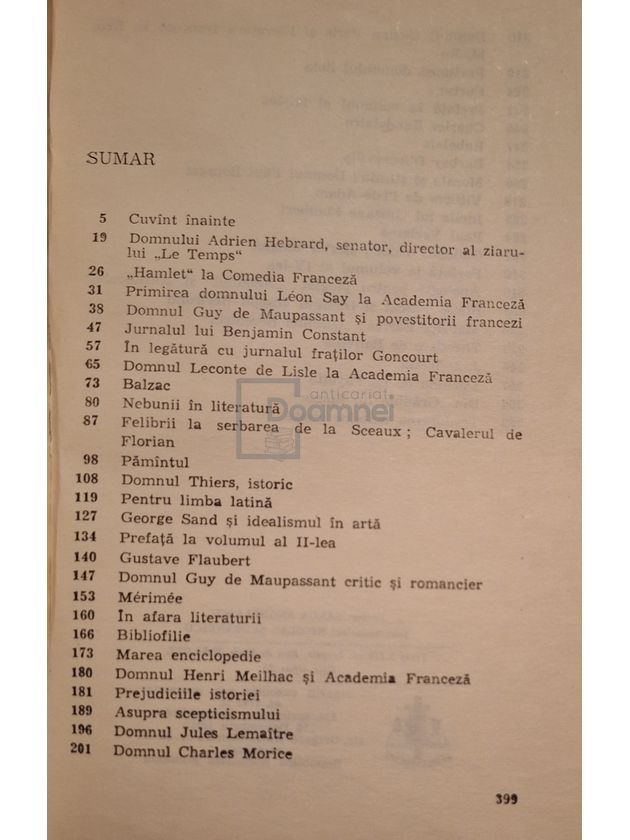 SUMAR
5 Cuvînt înainte
19 Domnului Adrien Hebrard, senator, director al ziaru-
lui „Le Temps“
26 „Hamlet“ la Comedia Franceză
31 Primirea domnului Léon Say la Academia Franceză
38 Domnul Guy de Maupassant și povestitorii francezi
47 Jurnalul lui Benjamin Constant
57 În legătură cu jurnalul fraților Goncourt
65 Domnul Leconte de Lisle la Academia Franceză
73 Balzac
anticariat
80 Nebunii în literatură
Doamnei
87 Felibrii la serbarea de la Sceaux ; Cavalerul de
Florian
98 Pămîntul
108 Domnul Thiers, istoric
119 Pentru limba latină
127 George Sand și idealismul în artă
134 Prefață la volumul al II-lea
140 Gustave Flaubert
147 Domnul Guy de Maupassant critic și romancier
153 Mérimée
160 În afara literaturii
166 Bibliofilie
173 Marea enciclopedie
180 Domnul Henri Meilhac și Academia Franceză
181 Prejudiciile istoriei
189 Asupra scepticismului
196 Domnul Jules Lemaître
201 Domnul Charles Morice
399